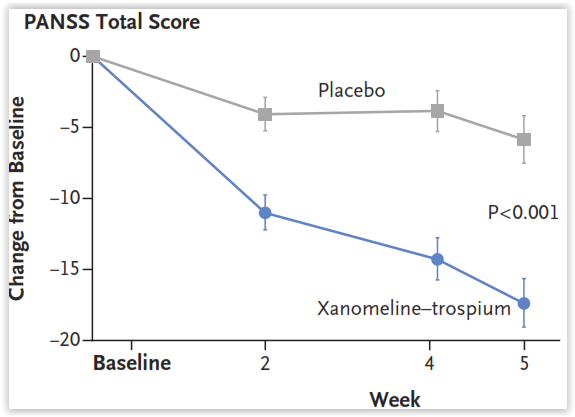 PANSS Total Score
Change from Baseline
0
−5
−10
−15
−20
Placebo
P<0.001
Xanomeline–trospium
Baseline 2 4 5
Week